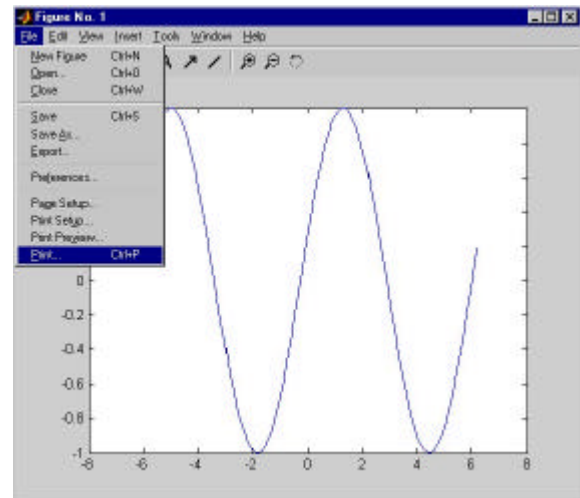 Figure No. 1
File Edit View Insert Tools Window Help
New Figure Ctrl+N
Open... Ctrl+O
Close Ctrl+W
Save Ctrl+S
Save As...
Export...
Preferences...
Page Setup...
Print Setup...
Print Preview...
Print... Ctrl+P
0
-0.2
-0.4
-0.6
-0.8
-1
-8 -6 -4 -2 0 2 4 6 8